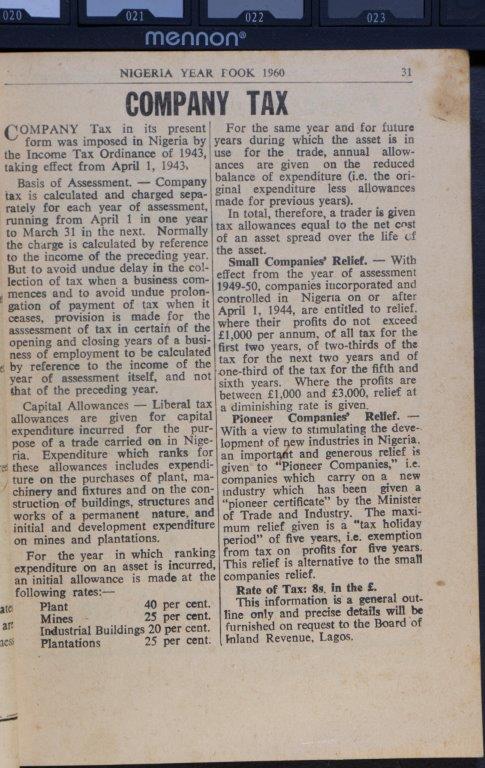 020
021
022
023
mennon®
NIGERIA YEAR FOOK 1960
31
COMPANY TAX
COMPANY Tax in its present
form was imposed in Nigeria by
the Income Tax Ordinance of 1943,
taking effect from April 1, 1943.
Basis of Assessment. — Company
tax is calculated and charged sepa-
rately for each year of assessment,
running from April 1 in one year
to March 31 in the next. Normally
the charge is calculated by reference
to the income of the preceding year.
But to avoid undue delay in the col-
lection of tax when a business com-
mences and to avoid undue prolon-
gation of payment of tax when it
ceases, provision is made for the
asssessment of tax in certain of the
opening and closing years of a busi-
ness of employment to be calculated
by reference to the income of the
year of assessment itself, and not
that of the preceding year.
Capital Allowances — Liberal tax
allowances are given for capital
expenditure incurred for the pur-
pose of a trade carried on in Nige-
ria. Expenditure which ranks for
these allowances includes expendi-
ture on the purchases of plant, ma-
chinery and fixtures and on the con-
struction of buildings, structures and
works of a permanent nature, and
initial and development expenditure
on mines and plantations.
For the year in which ranking
expenditure on an asset is incurred,
an initial allowance is made at the
following rates:—
Plant 40 per cent.
Mines 25 per cent.
Industrial Buildings 20 per cent.
Plantations 25 per cent.
For the same year and for future
years during which the asset is in
use for the trade, annual allow-
ances are given on the reduced
balance of expenditure (i.e. the ori-
ginal expenditure less allowances
made for previous years).
In total, therefore, a trader is given
tax allowances equal to the net cost
of an asset spread over the life of
the asset.
Small Companies' Relief. — With
effect from the year of assessment
1949-50, companies incorporated and
controlled in Nigeria on or after
April 1, 1944, are entitled to relief,
where their profits do not exceed
£1,000 per annum, of all tax for the
first two years, of two-thirds of the
tax for the next two years and of
one-third of the tax for the fifth and
sixth years. Where the profits are
between £1,000 and £3,000, relief at
a diminishing rate is given.
Pioneer Companies' Relief. —
With a view to stimulating the deve-
lopment of new industries in Nigeria,
an important and generous relief is
given to "Pioneer Companies," i.e.
companies which carry on a new
industry which has been given a
"pioneer certificate" by the Minister
of Trade and Industry. The maxi-
mum relief given is a "tax holiday
period" of five years, i.e. exemption
from tax on profits for five years.
This relief is alternative to the small
companies relief.
Rate of Tax: 8s. in the £.
This information is a general out-
line only and precise details will be
furnished on request to the Board of
Inland Revenue, Lagos.